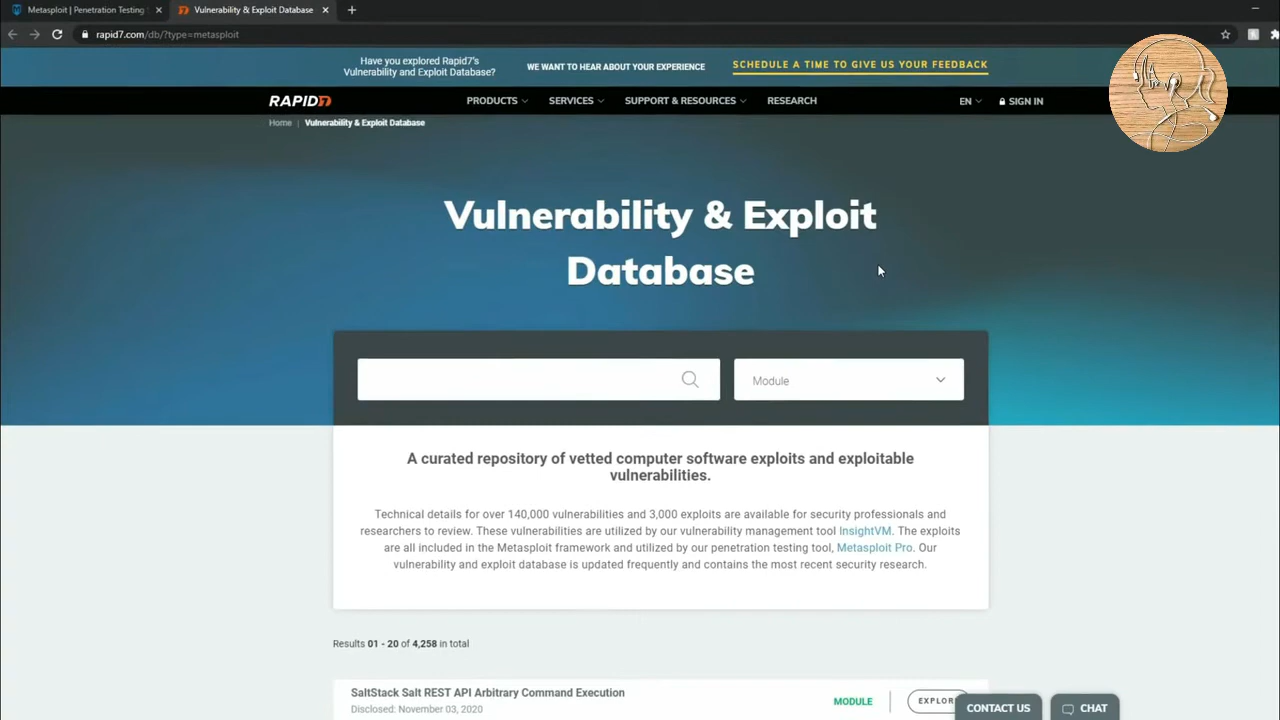 Metasploit | Penetration Testing
Vulnerability & Exploit Database
rapid7.com/db/?type=metasploit
Have you explored Rapid7's
Vulnerability and Exploit Database?
WE WANT TO HEAR ABOUT YOUR EXPERIENCE
SCHEDULE A TIME TO GIVE US YOUR FEEDBACK
RAPID7
PRODUCTS
SERVICES
SUPPORT & RESOURCES
RESEARCH
EN
SIGN IN
Home | Vulnerability & Exploit Database
Vulnerability & Exploit
Database
Module
A curated repository of vetted computer software exploits and exploitable
vulnerabilities.
Technical details for over 140,000 vulnerabilities and 3,000 exploits are available for security professionals and
researchers to review. These vulnerabilities are utilized by our vulnerability management tool InsightVM. The exploits
are all included in the Metasploit framework and utilized by our penetration testing tool, Metasploit Pro. Our
vulnerability and exploit database is updated frequently and contains the most recent security research.
Results 01 - 20 of 4,258 in total
SaltStack Salt REST API Arbitrary Command Execution
Disclosed: November 03, 2020
MODULE
EXPLOR
CONTACT US
CHAT